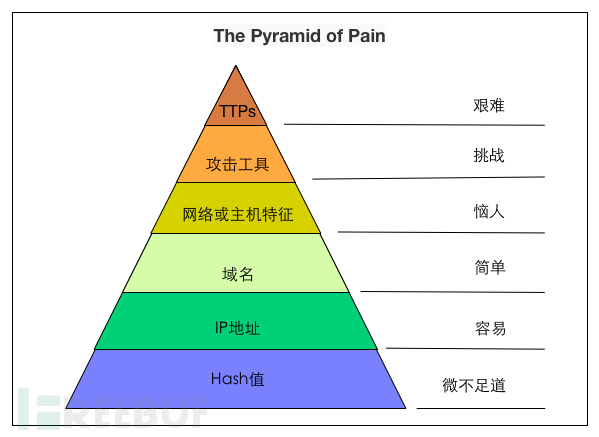 The Pyramid of Pain
TTPs
艰难
攻击工具
挑战
网络或主机特征
恼人
域名
简单
IP地址
容易
Hash值
微不足道
FREEBUF